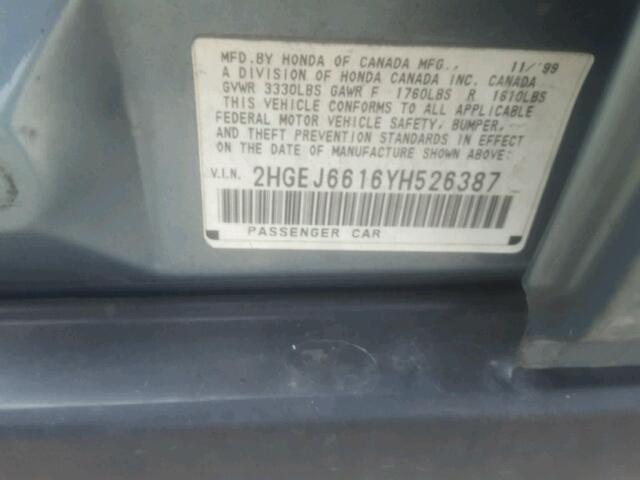 MFD.BY HONDA OF CANADA MFG., 11/'99
A DIVISION OF HONDA CANADA INC. CANADA
GVWR 3330LBS GAWR F 1760LBS R 1610LBS
THIS VEHICLE CONFORMS TO ALL APPLICABLE
FEDERAL MOTOR VEHICLE SAFETY, BUMPER,
AND THEFT PREVENTION STANDARDS IN EFFECT
ON THE DATE OF MANUFACTURE SHOWN ABOVE:
V.I.N. 2HGEJ6616YH526387
PASSENGER CAR